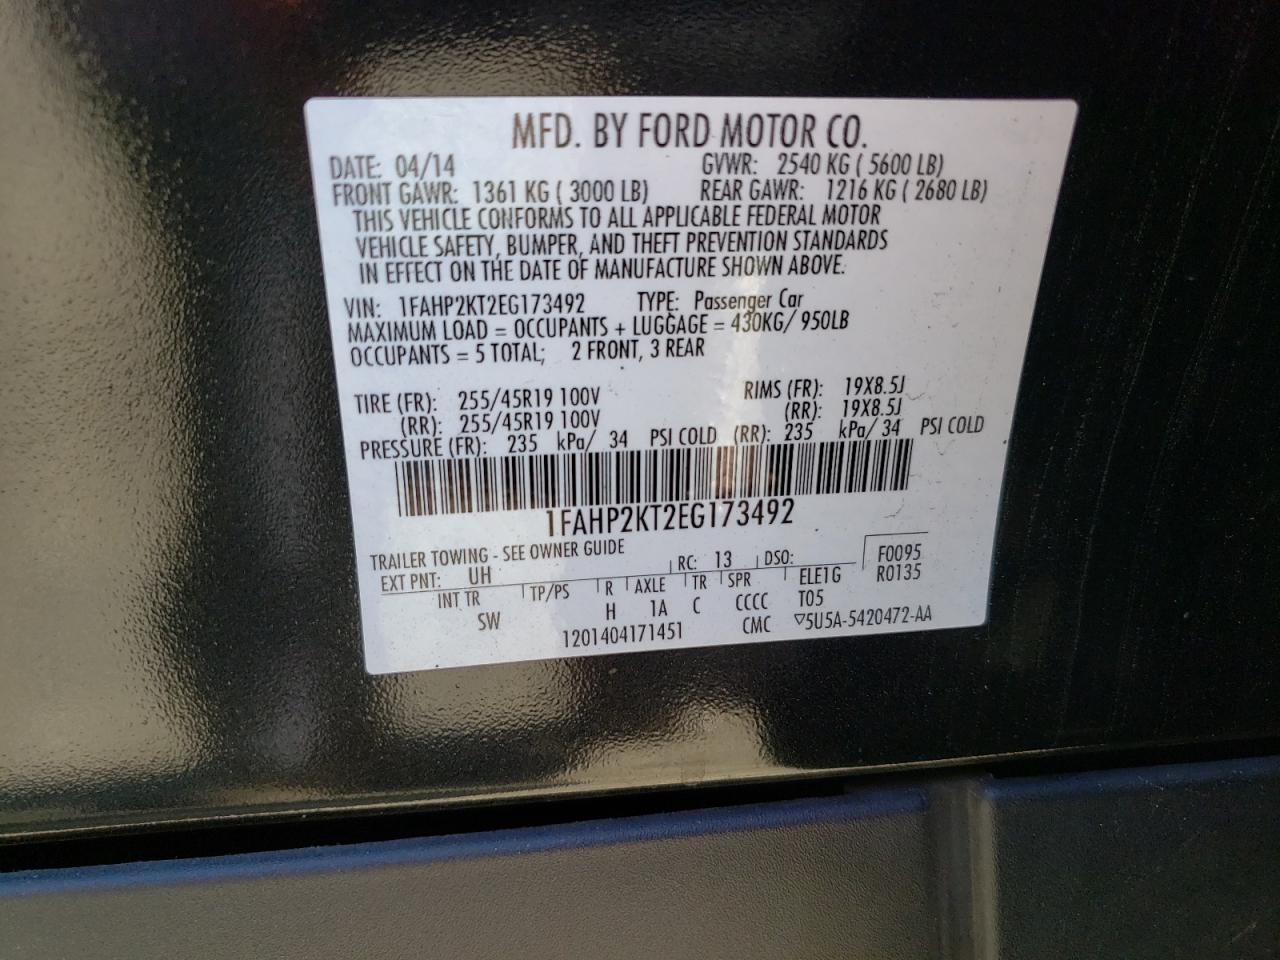 MFD. BY FORD MOTOR CO.
DATE: 04/14 GVWR: 2540 KG ( 5600 LB)
FRONT GAWR: 1361 KG ( 3000 LB) REAR GAWR: 1216 KG ( 2680 LB)
THIS VEHICLE CONFORMS TO ALL APPLICABLE FEDERAL MOTOR
VEHICLE SAFETY, BUMPER, AND THEFT PREVENTION STANDARDS
IN EFFECT ON THE DATE OF MANUFACTURE SHOWN ABOVE.
VIN: 1FAHP2KT2EG173492 TYPE: Passenger Car
MAXIMUM LOAD = OCCUPANTS + LUGGAGE = 430KG/ 950LB
OCCUPANTS = 5 TOTAL; 2 FRONT, 3 REAR
TIRE (FR): 255/45R19 100V RIMS (FR): 19X8.5J
(RR): 255/45R19 100V (RR): 19X8.5J
PRESSURE (FR): 235 kPa/ 34 PSI COLD (RR): 235 kPa/ 34 PSI COLD
1FAHP2KT2EG173492
TRAILER TOWING - SEE OWNER GUIDE
EXT PNT: UH RC: 13 DSO: F0095
INT TR TP/PS R AXLE TR SPR ELE1G R0135
SW H 1A C CCCC T05
1201404171451 CMC ▽5U5A-5420472-AA